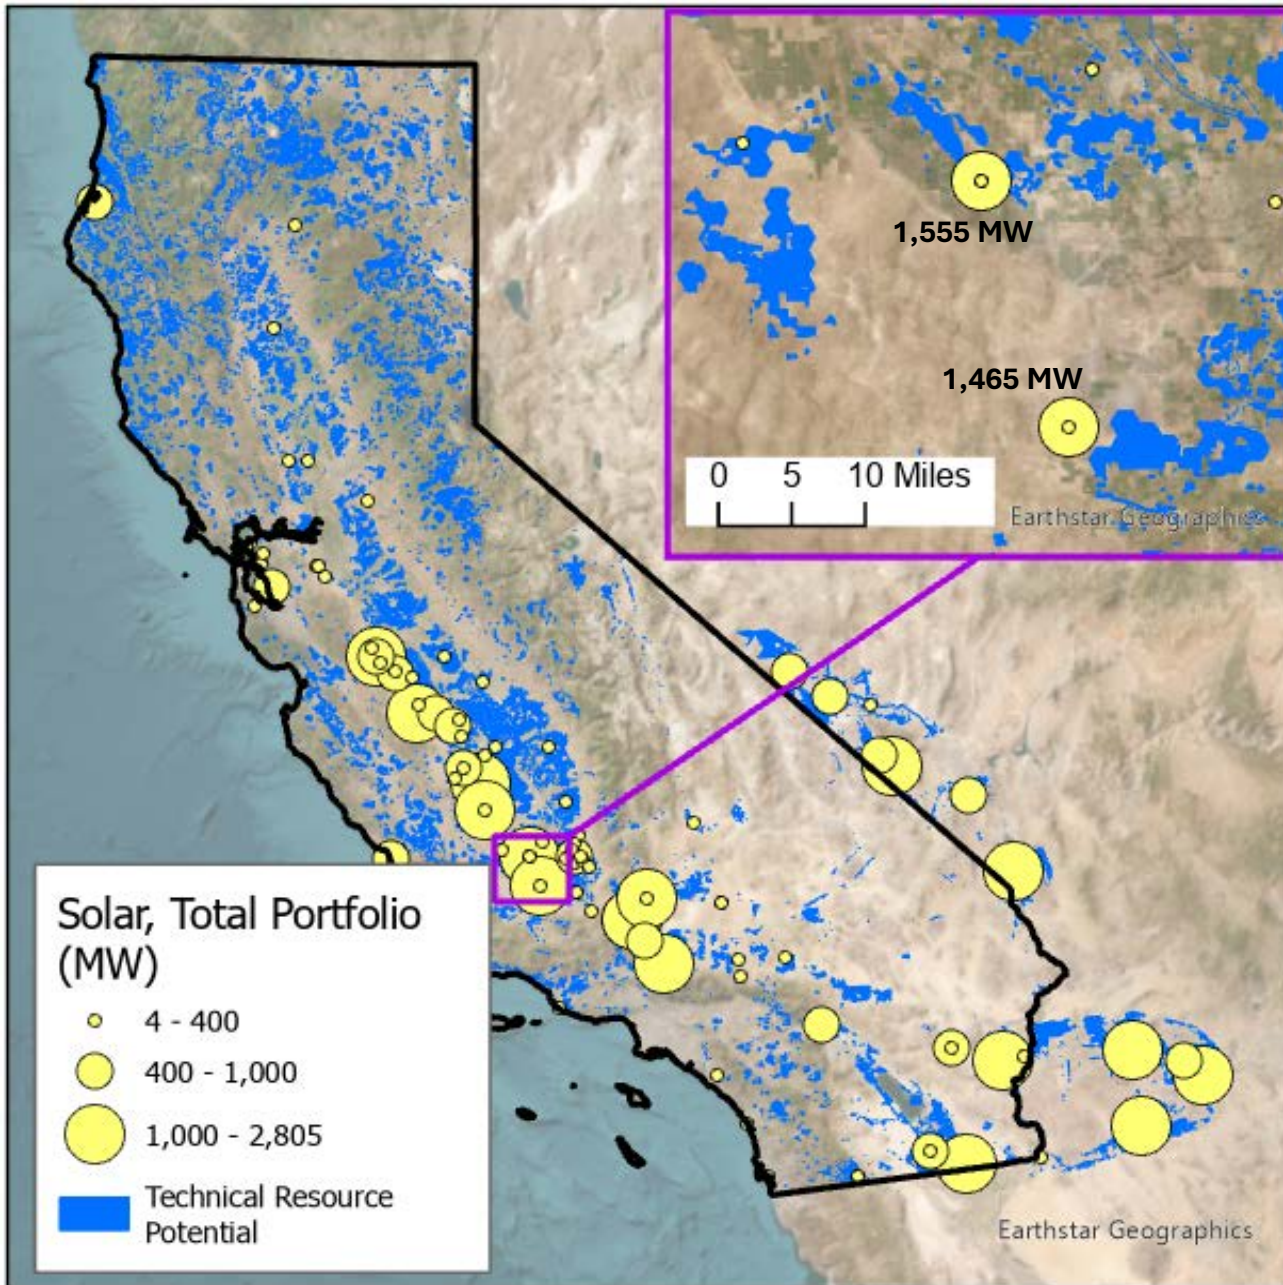 1,555 MW
1,465 MW
0 5 10 Miles
Earthstar Geographics
Solar, Total Portfolio
(MW)
4 - 400
400 - 1,000
1,000 - 2,805
Technical Resource
Potential
Earthstar Geographics